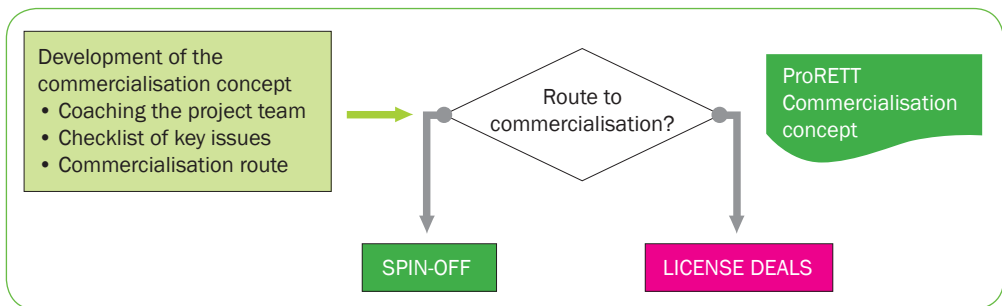 Development of the
commercialisation concept
• Coaching the project team
• Checklist of key issues
• Commercialisation route
Route to
commercialisation?
ProRETT
Commercialisation
concept
SPIN-OFF
LICENSE DEALS